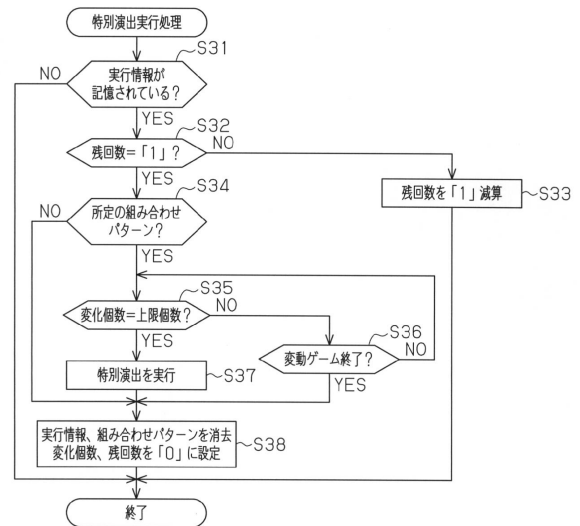 特別演出実行処理
S31
NO
実行情報が
記憶されている?
YES
S32
NO
残回数=「1」?
YES
S33
残回数を「1」減算
S34
NO
所定の組み合わせ
パターン?
YES
S35
NO
変化個数=上限個数?
YES
S36
NO
変動ゲーム終了?
YES
特別演出を実行
S37
実行情報、組み合わせパターンを消去
変化個数、残回数を「0」に設定
S38
終了